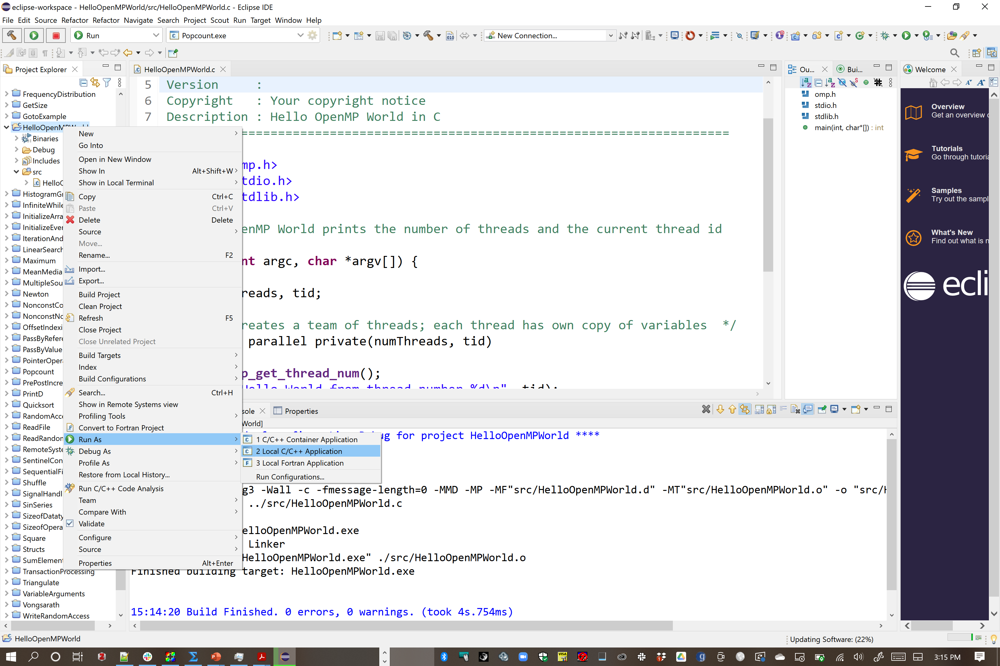 eclipse-workspace - HelloOpenMPWorld/src/HelloOpenMPWorld.c - Eclipse IDE
File Edit Source Refactor Refactor Navigate Search Project Scout Run Target Window Help
Run
Popcount.exe
New Connection...
Project Explorer
FrequencyDistribution
GetSize
GotoExample
HelloOpenMPWorld
Binaries
Debug
Includes
src
Hello
HistogramGr
InfiniteWhile
InitializeArra
InitializeEver
IterationAnd
LinearSearch
Maximum
MeanMedia
MultipleSou
Newton
NonconstCo
NonconstNo
OffsetIndexi
PassByRefere
PassByValue
PointerOpera
Popcount
PrePostIncre
PrintD
Quicksort
RandomAcce
ReadFile
ReadRandon
RemoteSyste
SentinelCon
SequentialFi
Shuffle
SignalHandl
SinSeries
SizeofDataty
SizeofOpera
Square
Structs
SumElement
TransactionProcessing
Triangulate
VariableArguments
Vongsarath
WriteRandomAccess
New
Go Into
Open in New Window
Show In Alt+Shift+W
Show in Local Terminal
Copy Ctrl+C
Paste Ctrl+V
Delete Delete
Source
Move...
Rename... F2
Import...
Export...
Build Project
Clean Project
Refresh F5
Close Project
Close Unrelated Project
Build Targets
Index
Build Configurations
Search... Ctrl+H
Show in Remote Systems view
Profiling Tools
Convert to Fortran Project
Run As
Debug As
Profile As
Restore from Local History...
Run C/C++ Code Analysis
Team
Compare With
Validate
Configure
Source
Properties Alt+Enter
1 C/C++ Container Application
2 Local C/C++ Application
3 Local Fortran Application
Run Configurations...
HelloOpenMPWorld.c
5 Version :
6 Copyright : Your copyright notice
7 Description : Hello OpenMP World in C
==================================================================
mp.h>
tdio.h>
tdlib.h>
enMP World prints the number of threads and the current thread id
nt argc, char *argv[]) {
reads, tid;
reates a team of threads; each thread has own copy of variables */
parallel private(numThreads, tid)
p_get_thread_num();
Hello World from thread number %d\n", tid);
sole
Properties
World]
ug for project HelloOpenMPWorld ****
g3 -Wall -c -fmessage-length=0 -MMD -MP -MF"src/HelloOpenMPWorld.d" -MT"src/HelloOpenMPWorld.o" -o "src/H
../src/HelloOpenMPWorld.c
elloOpenMPWorld.exe
Linker
HelloOpenMPWorld.exe" ./src/HelloOpenMPWorld.o
Finished building target: HelloOpenMPWorld.exe
15:14:20 Build Finished. 0 errors, 0 warnings. (took 4s.754ms)
Ou...
Bui...
omp.h
stdio.h
stdlib.h
main(int, char*[]) : int
Welcome
Overview
Get an overview o
Tutorials
Go through tutoria
Samples
Try out the sampl
What's New
Find out what is n
ecli
HelloOpenMPWorld
Updating Software: (22%)
3:15 PM